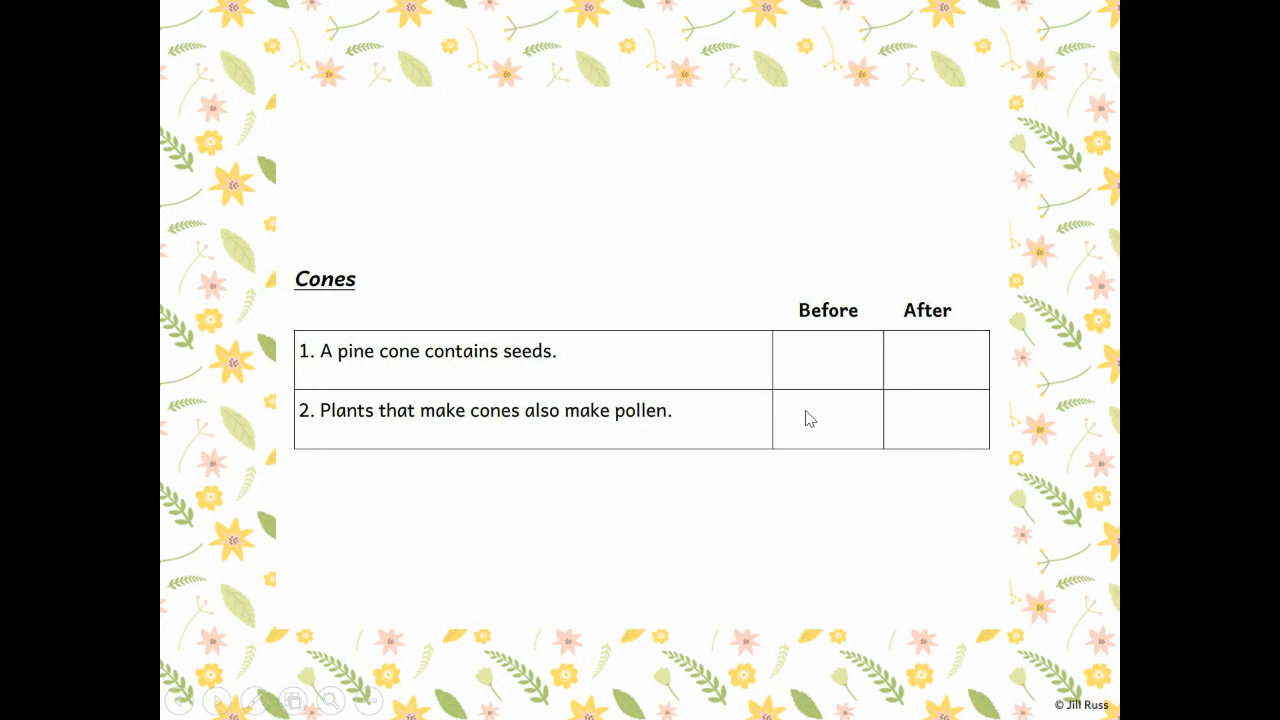 Cones
Before After
1. A pine cone contains seeds.
2. Plants that make cones also make pollen.
© Jill Russ